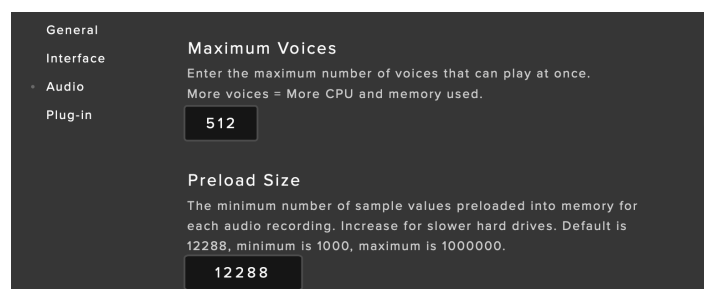 General
Interface
Audio
Plug-in
Maximum Voices
Enter the maximum number of voices that can play at once.
More voices = More CPU and memory used.
512
Preload Size
The minimum number of sample values preloaded into memory for
each audio recording. Increase for slower hard drives. Default is
12288, minimum is 1000, maximum is 1000000.
12288